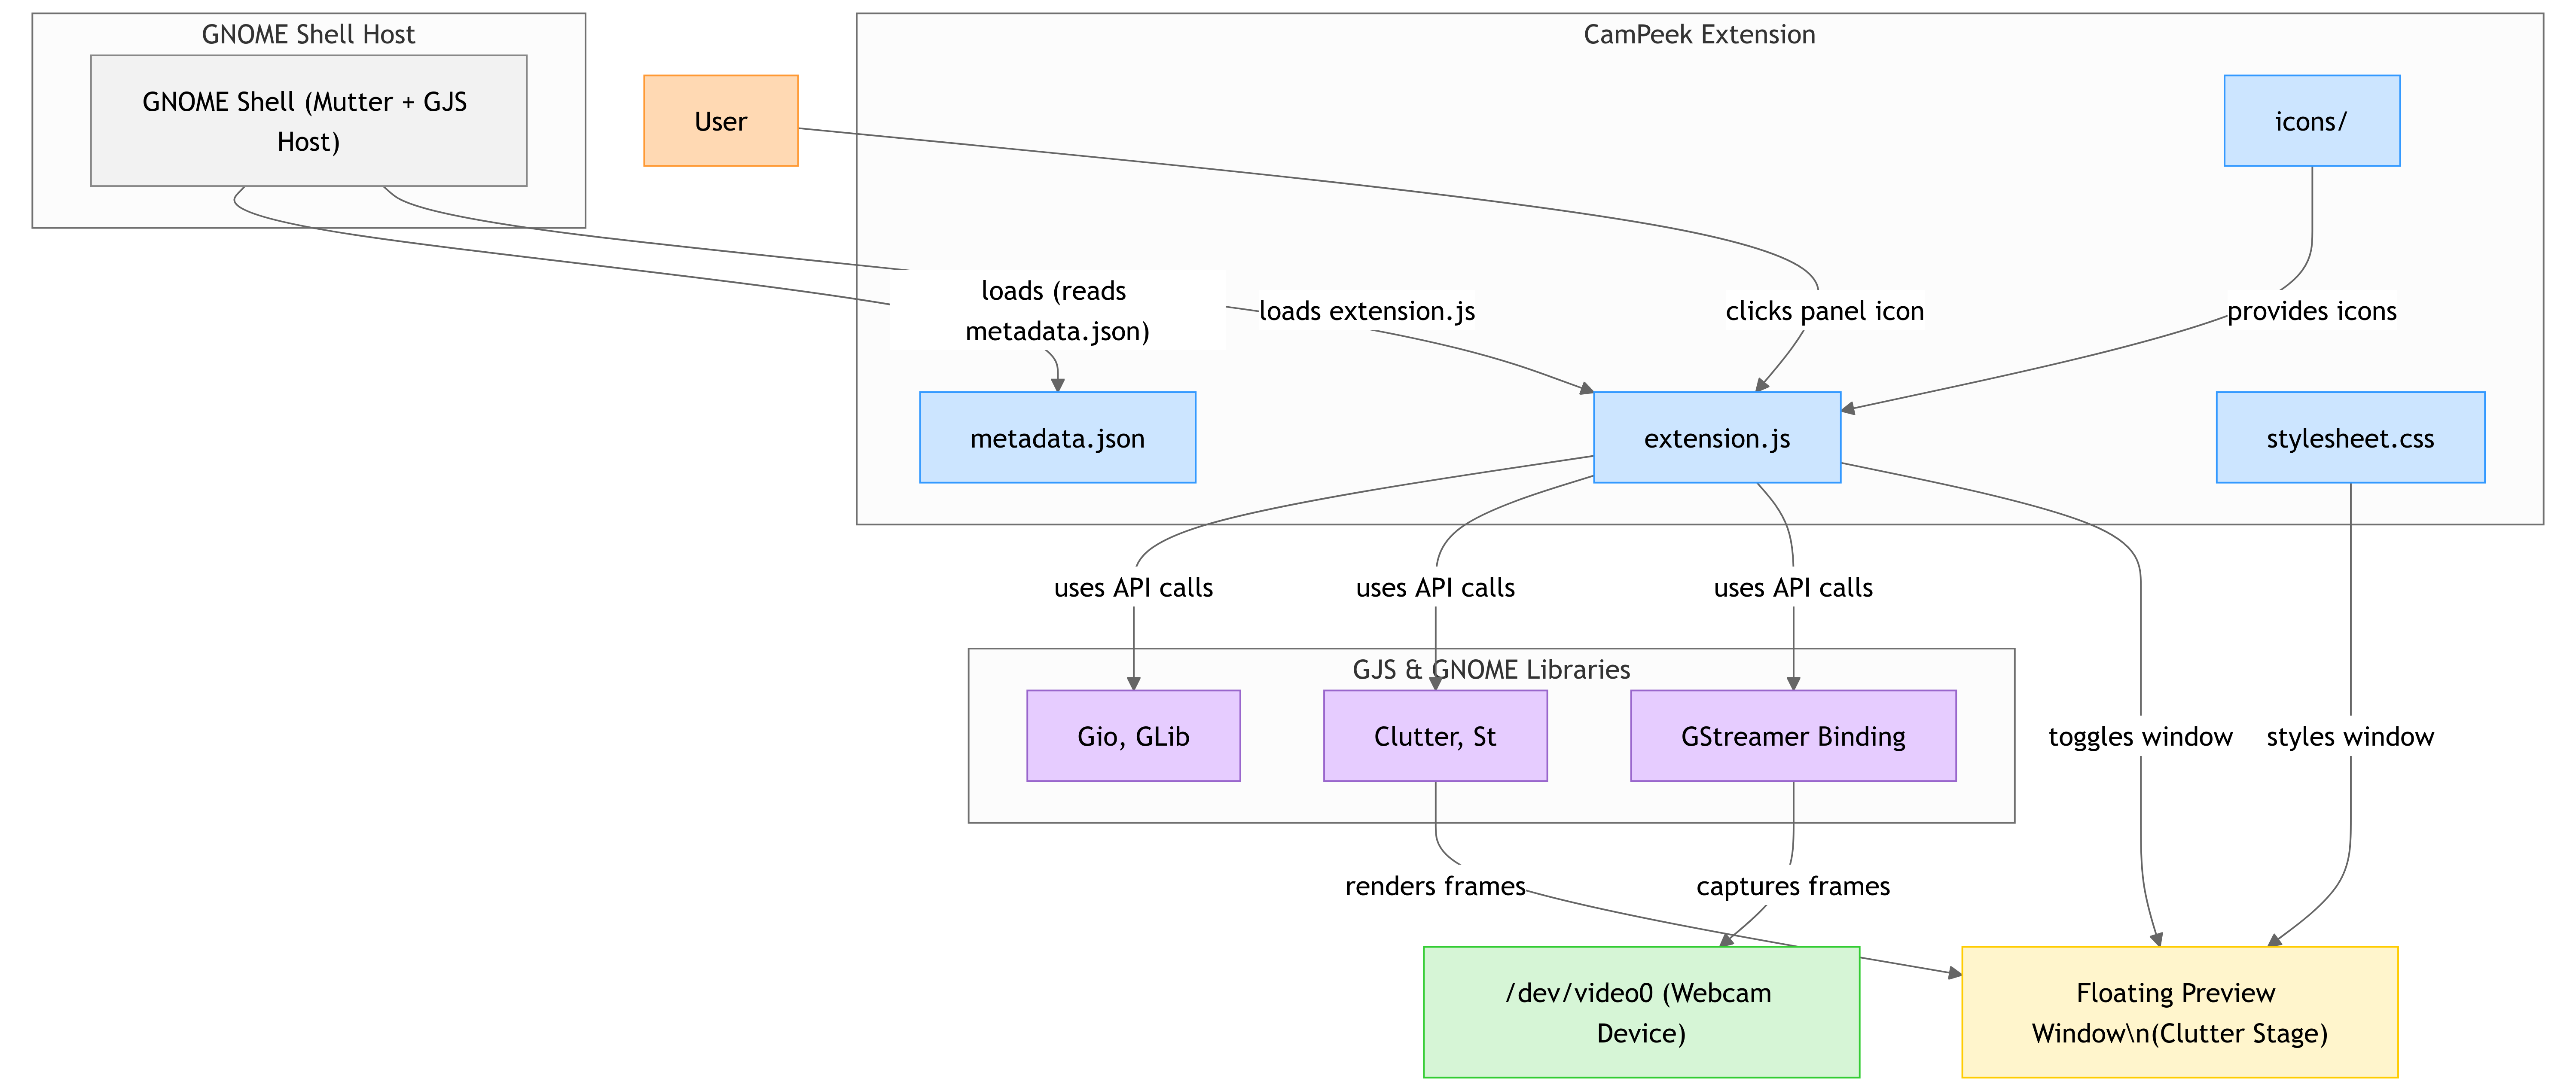 GNOME Shell Host
CamPeek Extension
GNOME Shell (Mutter + GJS
Host)
User
icons/
loads (reads
metadata.json)
loads extension.js
clicks panel icon
provides icons
metadata.json
extension.js
stylesheet.css
uses API calls
uses API calls
uses API calls
GJS & GNOME Libraries
Gio, GLib
Clutter, St
GStreamer Binding
toggles window
styles window
renders frames
captures frames
/dev/video0 (Webcam
Device)
Floating Preview
Window\n(Clutter Stage)